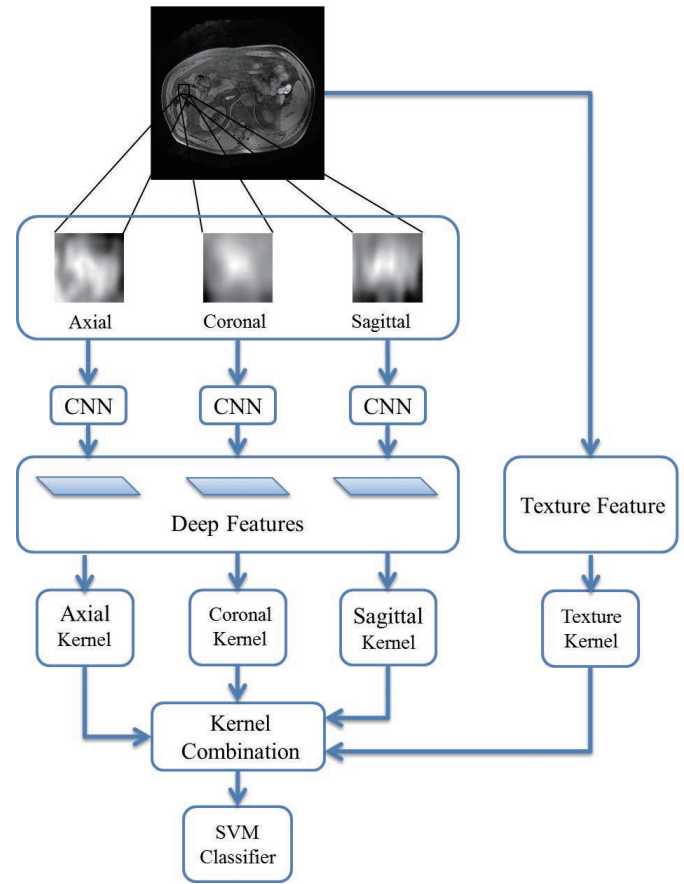 Axial
Coronal
Sagittal
CNN
CNN
CNN
Deep Features
Texture Feature
Axial
Kernel
Coronal
Kernel
Sagittal
Kernel
Texture
Kernel
Kernel
Combination
SVM
Classifier